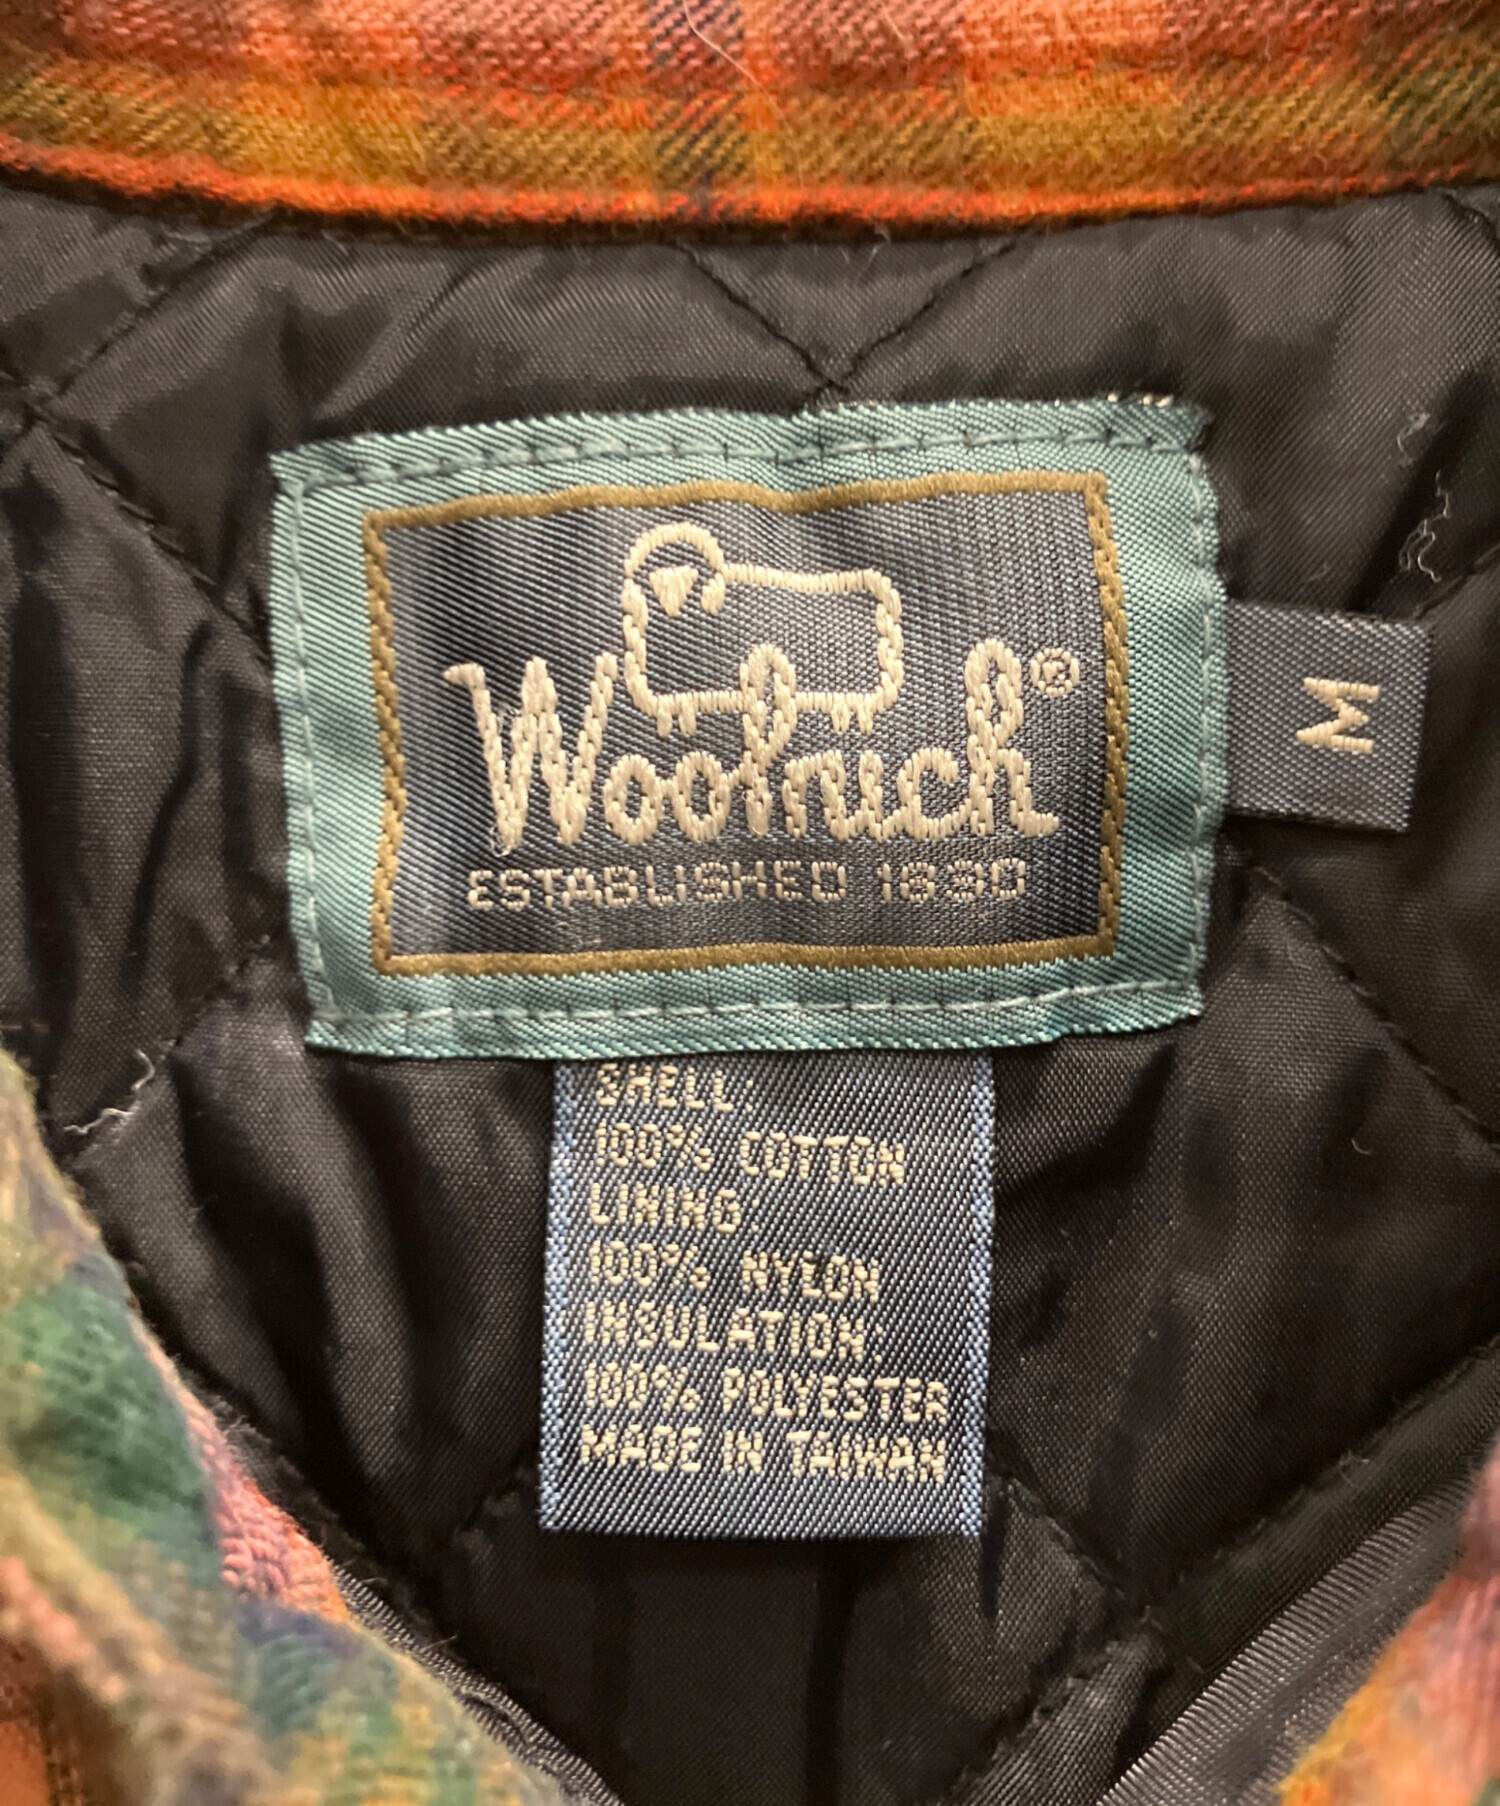 Woolrich®
ESTABLISHED 1830
M
SHELL:
100% COTTON
LINING:
100% NYLON
INSULATION:
100% POLYESTER
MADE IN TAIWAN